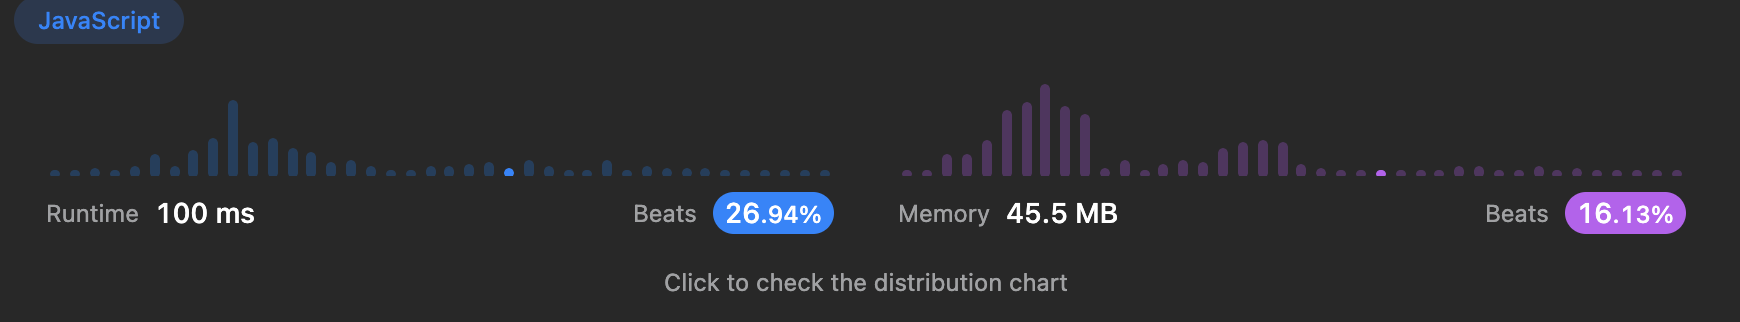 JavaScript
Runtime 100 ms Beats 26.94% Memory 45.5 MB Beats 16.13%
Click to check the distribution chart